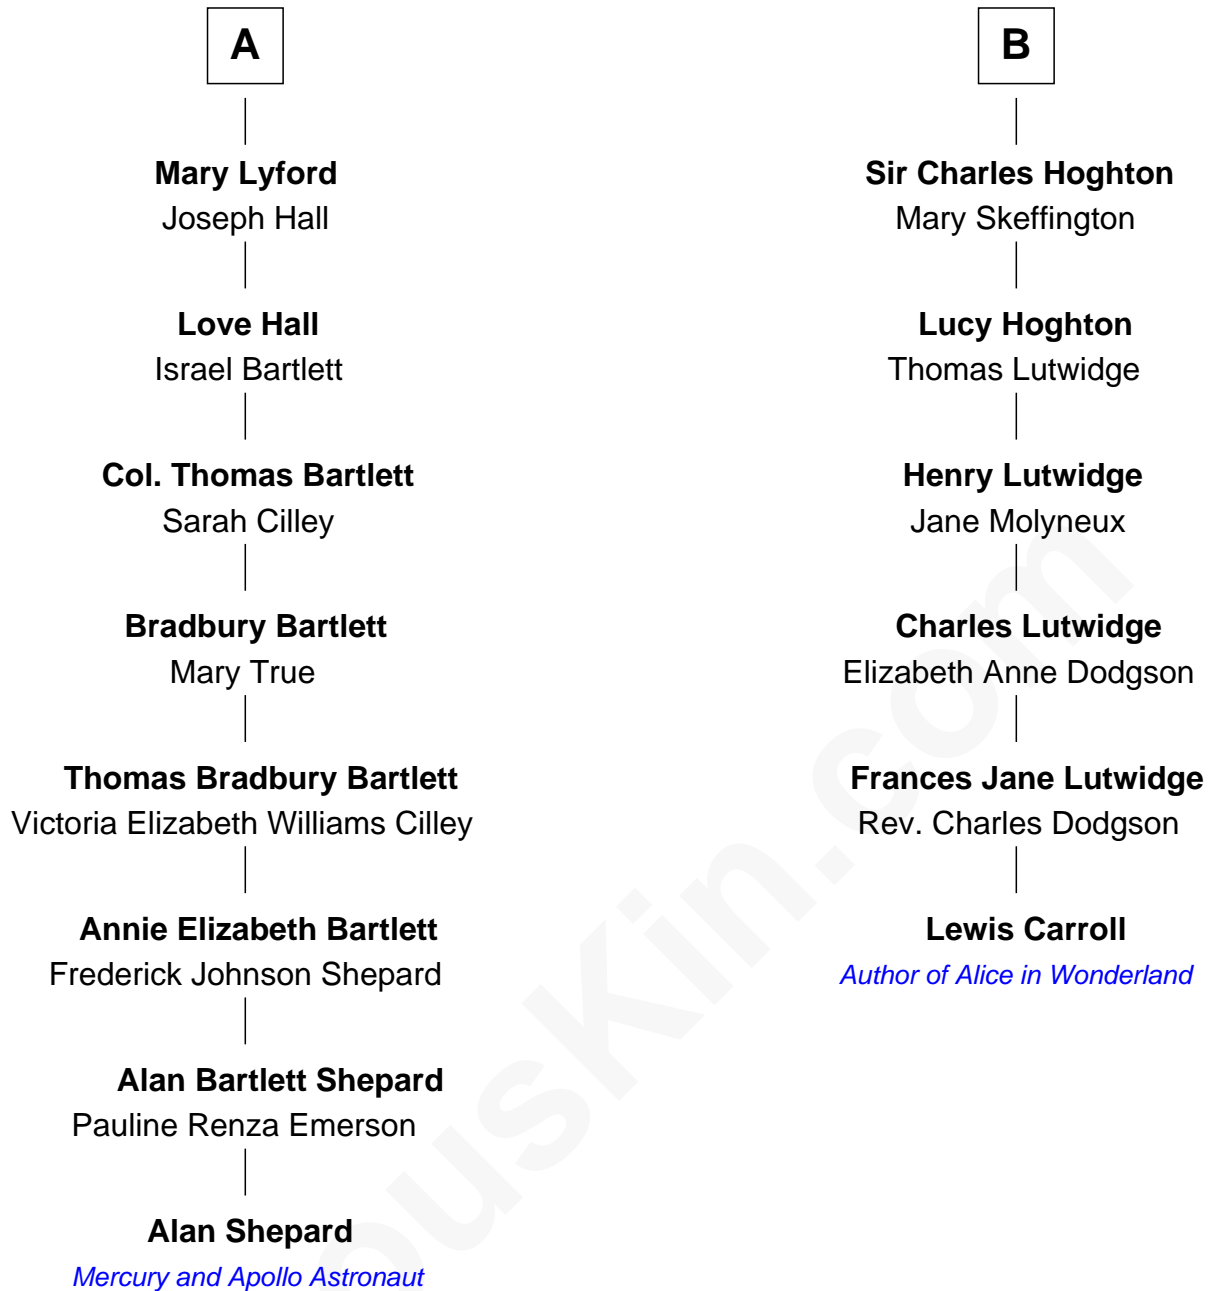 A
Mary Lyford
Joseph Hall
Love Hall
Israel Bartlett
Col. Thomas Bartlett
Sarah Cilley
Bradbury Bartlett
Mary True
Thomas Bradbury Bartlett
Victoria Elizabeth Williams Cilley
Annie Elizabeth Bartlett
Frederick Johnson Shepard
Alan Bartlett Shepard
Pauline Renza Emerson
Alan Shepard
Mercury and Apollo Astronaut
B
Sir Charles Hoghton
Mary Skeffington
Lucy Hoghton
Thomas Lutwidge
Henry Lutwidge
Jane Molyneux
Charles Lutwidge
Elizabeth Anne Dodgson
Frances Jane Lutwidge
Rev. Charles Dodgson
Lewis Carroll
Author of Alice in Wonderland
ousKin.com